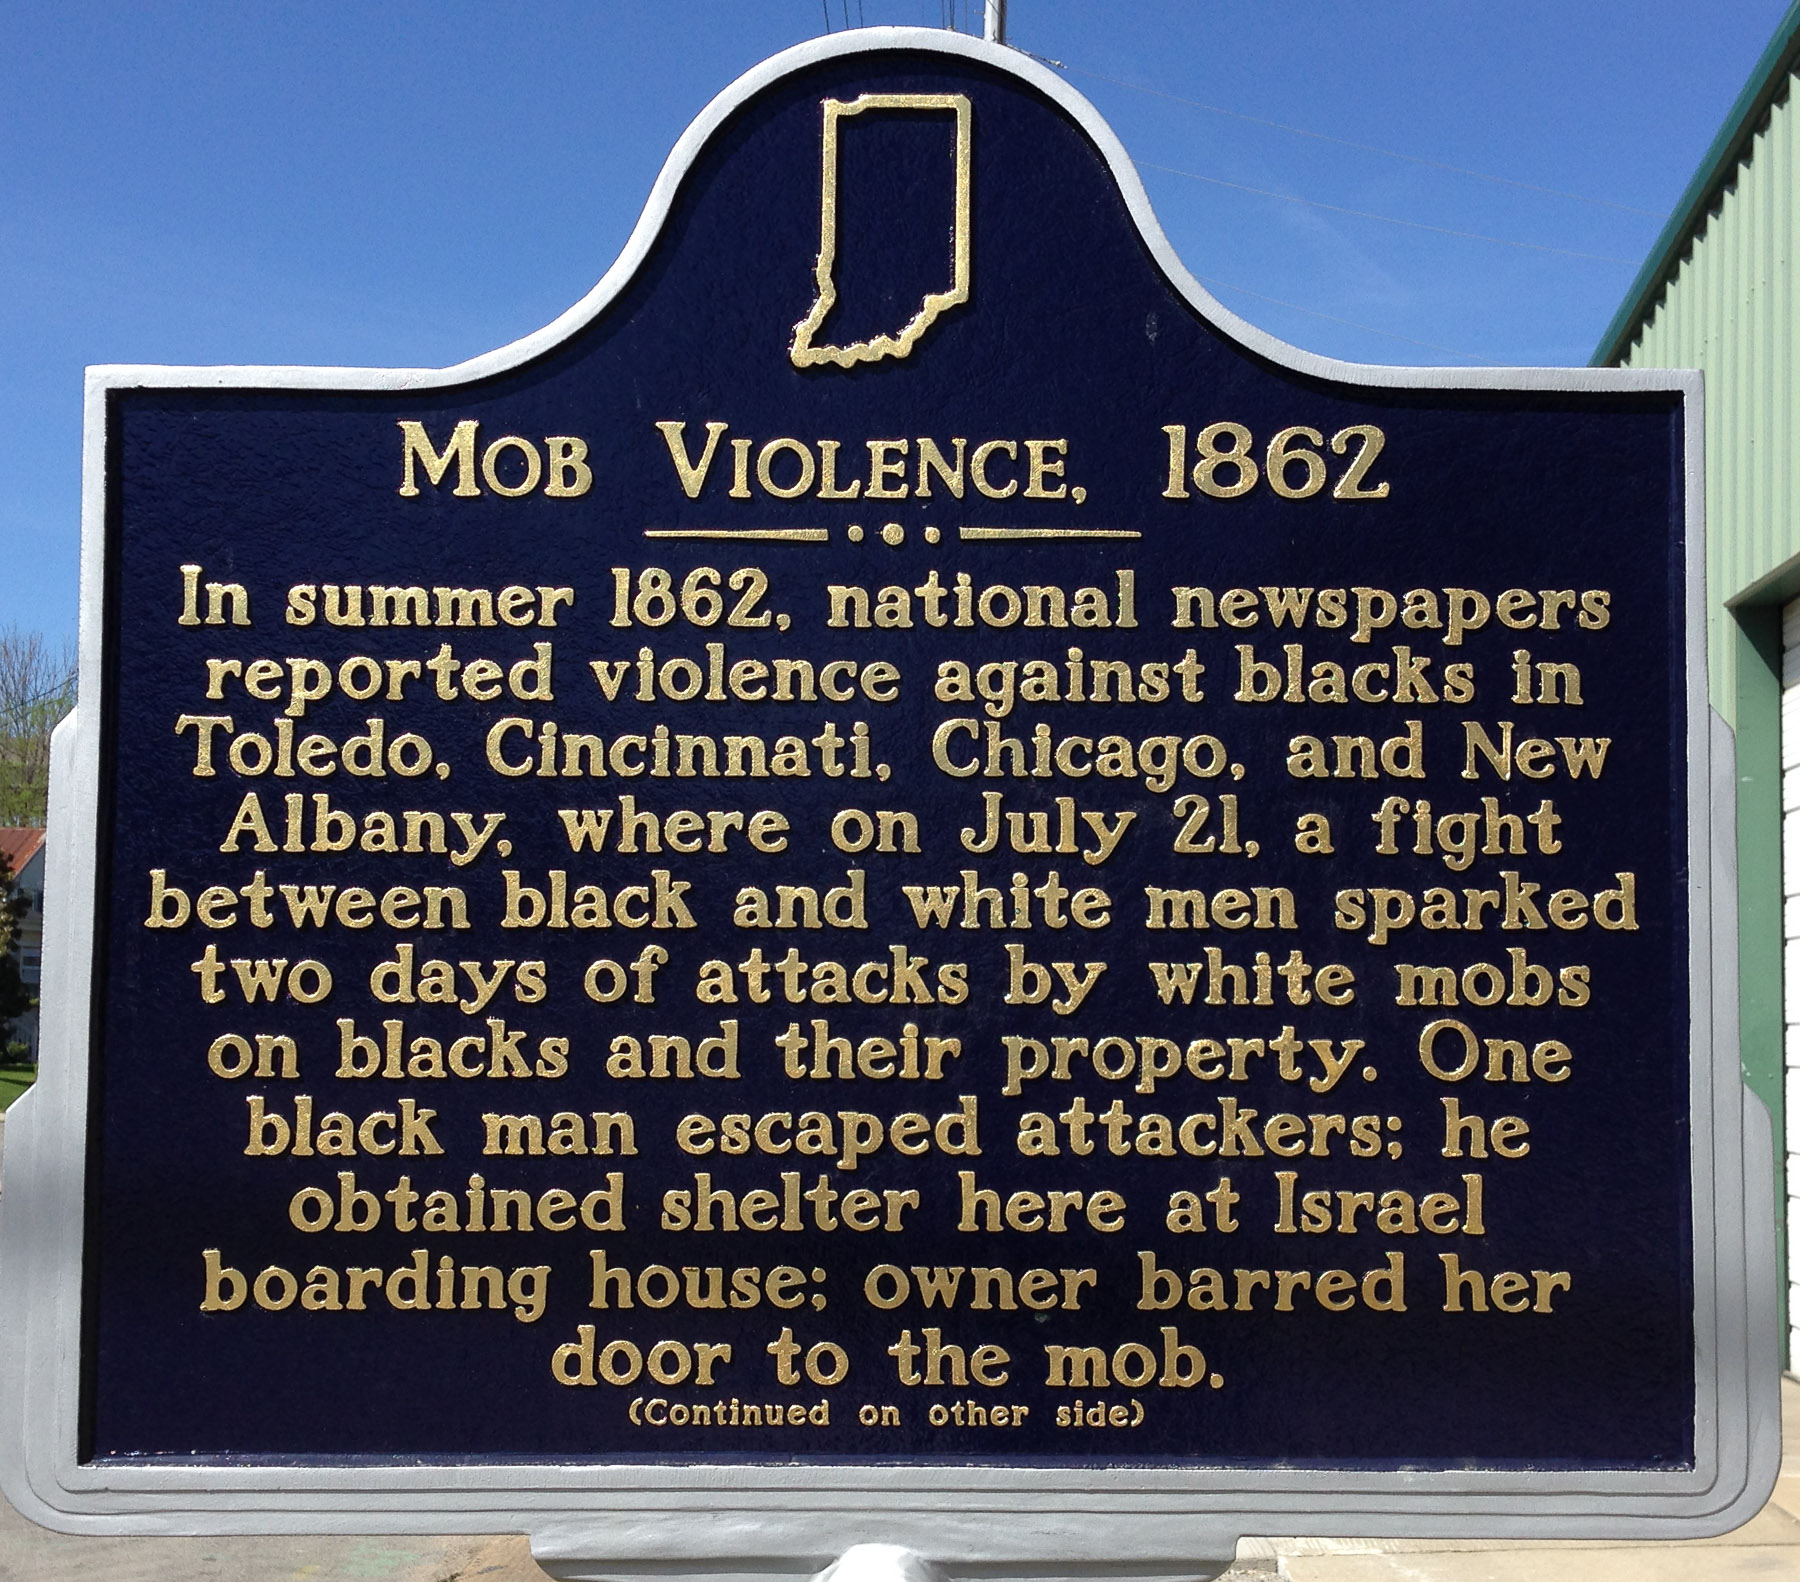 Mob Violence, 1862
In summer 1862, national newspapers
reported violence against blacks in
Toledo, Cincinnati, Chicago, and New
Albany, where on July 21, a fight
between black and white men sparked
two days of attacks by white mobs
on blacks and their property. One
black man escaped attackers; he
obtained shelter here at Israel
boarding house; owner barred her
door to the mob.
(Continued on other side)